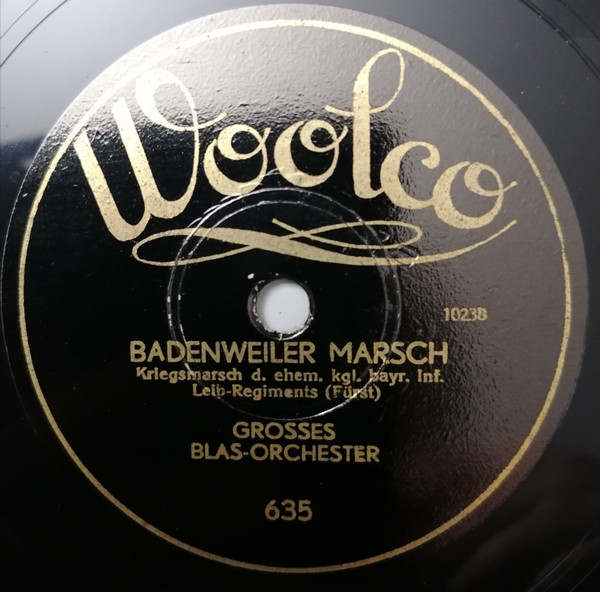 Woolco
1023B
BADENWEILER MARSCH
Kriegsmarsch d. ehem. kgl. bayr. Inf.
Leib-Regiments (Fürst)
GROSSES
BLAS-ORCHESTER
635